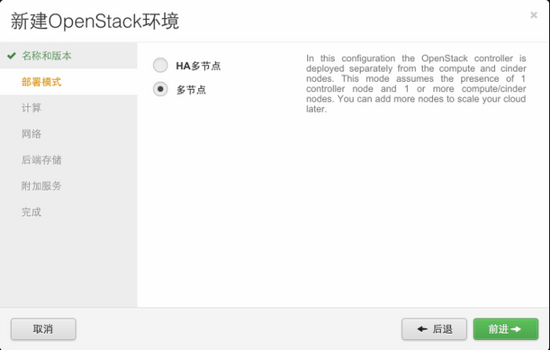 新建OpenStack环境
×
名称和版本
部署模式
计算
网络
后端存储
附加服务
完成
HA多节点
多节点
In this configuration the OpenStack controller is
deployed separately from the compute and cinder
nodes. This mode assumes the presence of 1
controller node and 1 or more compute/cinder
nodes. You can add more nodes to scale your cloud
later.
取消
后退
前进